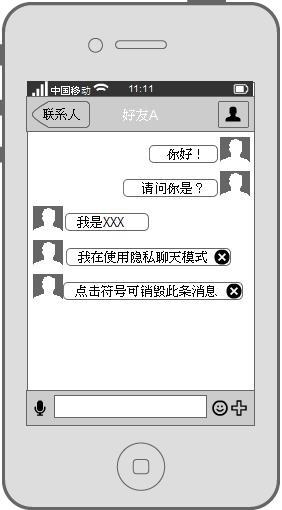 中国移动
11:11
联系人
好友A
你好！
请问你是？
我是XXX
我在使用隐私聊天模式
点击符号可销毁此条消息